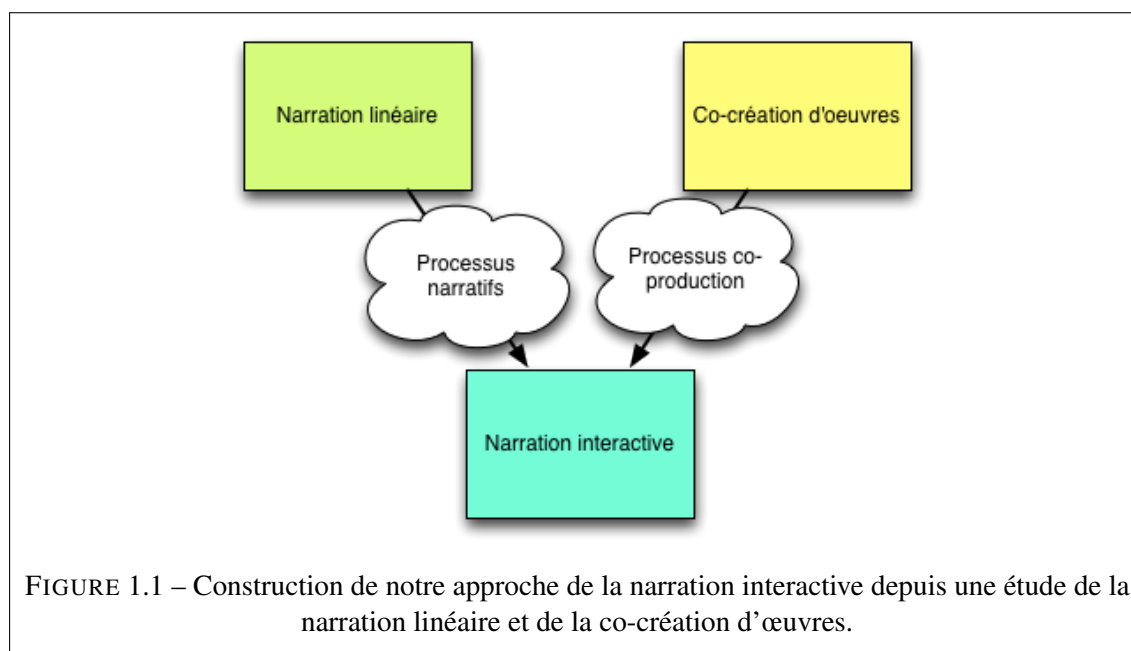 Narration linéaire
Co-création d'oeuvres
Processus
narratifs
Processus co-
production
Narration interactive
FIGURE 1.1 – Construction de notre approche de la narration interactive depuis une étude de la
narration linéaire et de la co-création d’œuvres.